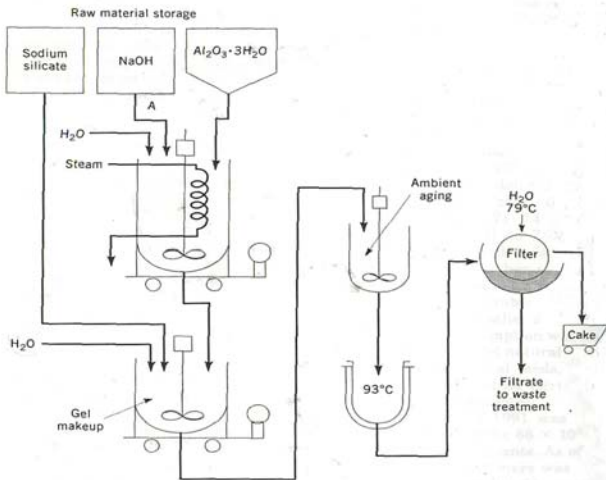 Raw material storage
Sodium
silicate
NaOH
Al₂O₃·3H₂O
A
H₂O
Steam
Ambient
aging
H₂O
79°C
Filter
Cake
H₂O
93°C
Filtrate
to waste
treatment
Gel
makeup